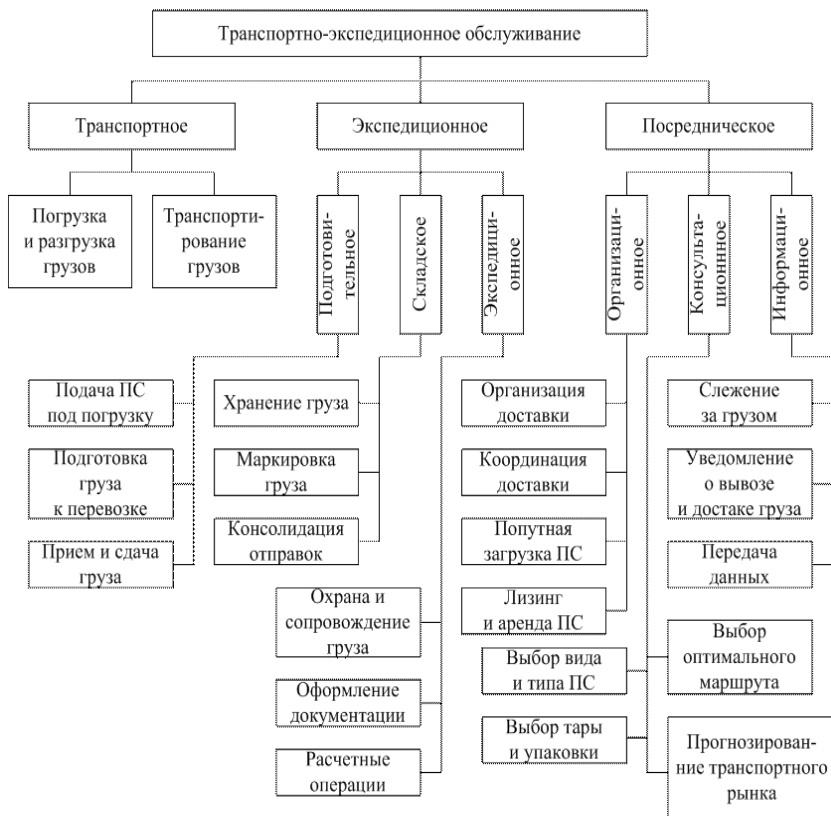 Транспортно-экспедиционное обслуживание
Транспортное
Экспедиционное
Посредническое
Погрузка
и разгрузка
грузов
Транспорти-
рование
грузов
Подготови-
тельное
Складское
Экспедици-
онное
Организаци-
онное
Консульта-
ционнное
Информаци-
онное
Подача ПС
под погрузку
Подготовка
груза
к перевозке
Прием и сдача
груза
Хранение груза
Маркировка
груза
Консолидация
отправок
Охрана и
сопровождение
груза
Оформление
документации
Расчетные
операции
Организация
доставки
Координация
доставки
Попутная
загрузка ПС
Лизинг
и аренда ПС
Выбор вида
и типа ПС
Выбор тары
и упаковки
Слежение
за грузом
Уведомление
о вывозе
и достаке груза
Передача
данных
Выбор
оптимального
маршрута
Прогнозирован-
ние транспортного
рынка